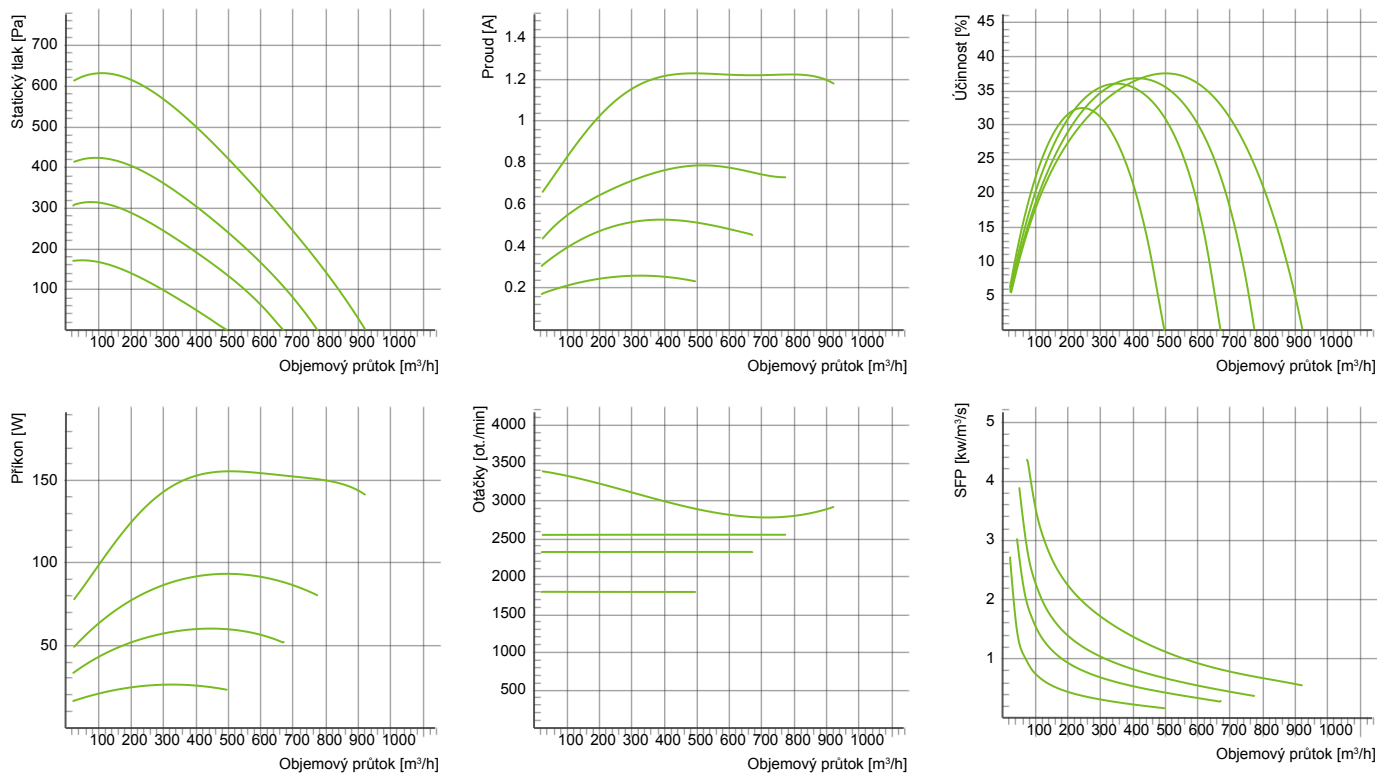 Statický tlak [Pa]
700
600
500
400
300
200
100
100 200 300 400 500 600 700 800 900 1000
Objemový průtok [m³/h]
Proud [A]
1.4
1.2
1
0.8
0.6
0.4
0.2
100 200 300 400 500 600 700 800 900 1000
Objemový průtok [m³/h]
Účinnost [%]
45
40
35
30
25
20
15
10
5
100 200 300 400 500 600 700 800 900 1000
Objemový průtok [m³/h]
Příkon [W]
150
100
50
100 200 300 400 500 600 700 800 900 1000
Objemový průtok [m³/h]
Otáčky [ot./min]
4000
3500
3000
2500
2000
1500
1000
500
100 200 300 400 500 600 700 800 900 1000
Objemový průtok [m³/h]
SFP [kw/m³/s]
5
4
3
2
1
100 200 300 400 500 600 700 800 900 1000
Objemový průtok [m³/h]